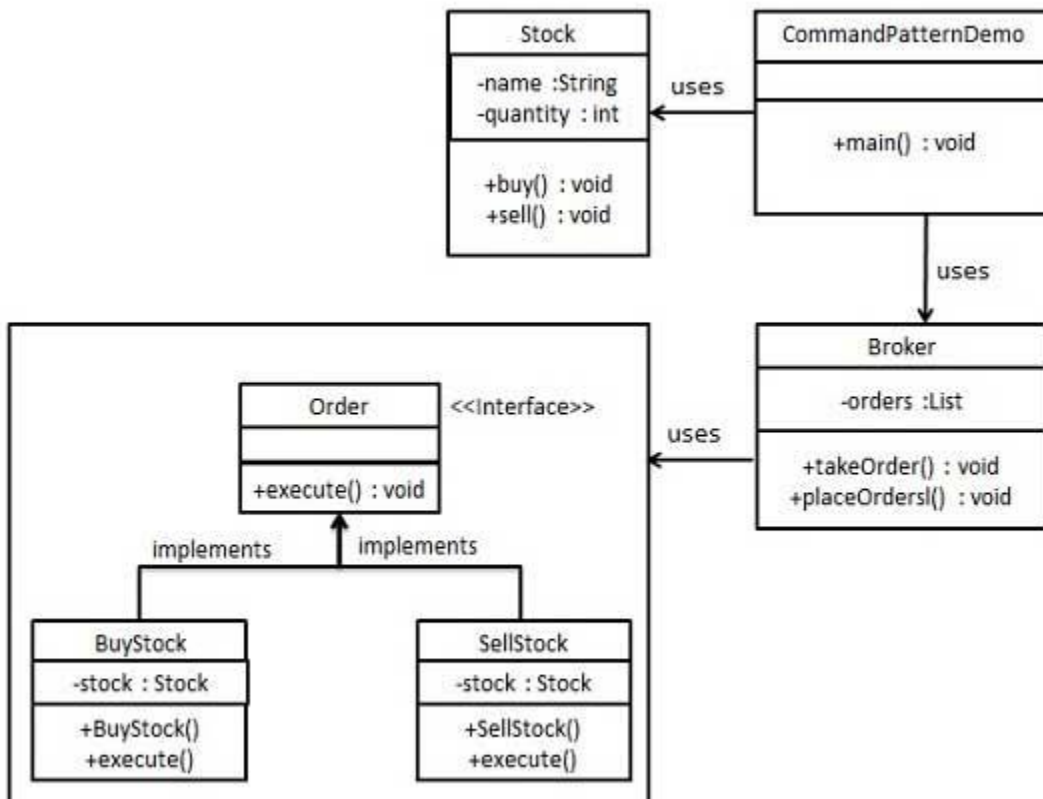 Stock
-name :String
-quantity : int
+buy() : void
+sell() : void
uses
CommandPatternDemo
+main() : void
uses
Broker
-orders :List
+takeOrder() : void
+placeOrdersl() : void
uses
Order
<<Interface>>
+execute() : void
implements
implements
BuyStock
-stock : Stock
+BuyStock()
+execute()
SellStock
-stock : Stock
+SellStock()
+execute()